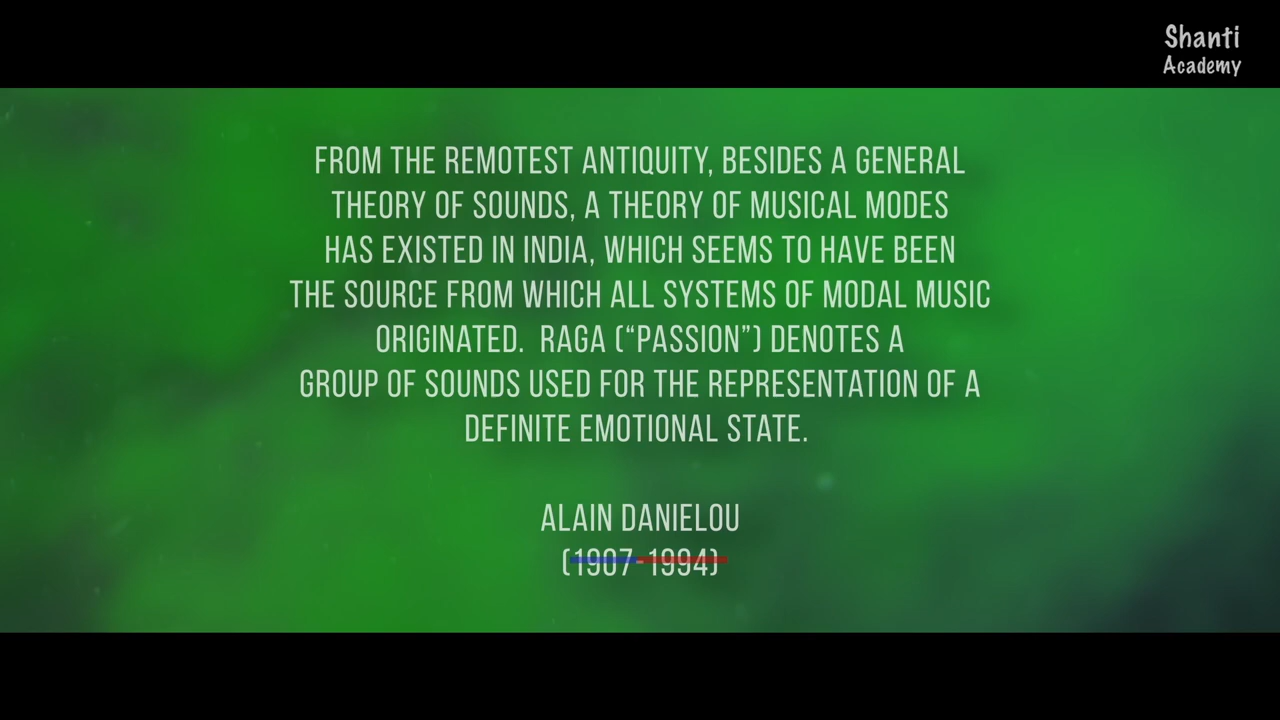 Shanti
Academy
FROM THE REMOTEST ANTIQUITY, BESIDES A GENERAL
THEORY OF SOUNDS, A THEORY OF MUSICAL MODES
HAS EXISTED IN INDIA, WHICH SEEMS TO HAVE BEEN
THE SOURCE FROM WHICH ALL SYSTEMS OF MODAL MUSIC
ORIGINATED. RAGA (“PASSION”) DENOTES A
GROUP OF SOUNDS USED FOR THE REPRESENTATION OF A
DEFINITE EMOTIONAL STATE.
ALAIN DANIELOU
(1907-1994)